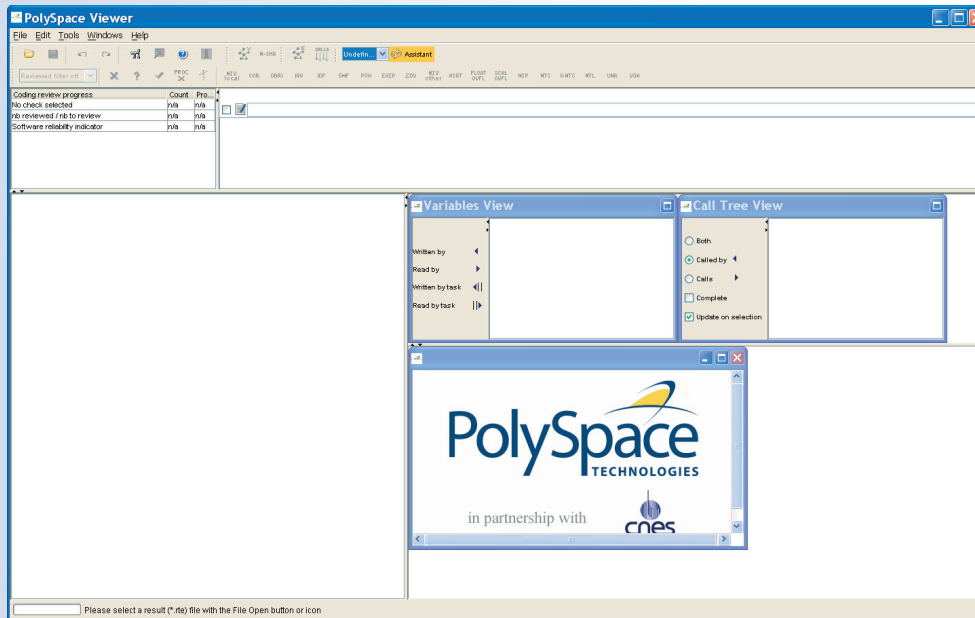 PolySpace Viewer
File Edit Tools Windows Help
N-SHR CALLS Undefin... Assistant
Reviewed filter off PROC NIV local COR OBAI IRV IDP SHF POW EXCP ZDV NIV other ASRT FLOAT OVFL SCAL OVFL NIP NTC K-NTC NTL UNR VOA
Coding review progress Count Pro...
No check selected n/a n/a
nb reviewed / nb to review n/a n/a
Software reliability indicator n/a n/a
Variables View
Written by
Read by
Written by task
Read by task
Call Tree View
Both
Called by
Calls
Complete
Update on selection
PolySpace
TECHNOLOGIES
in partnership with
cnes
Please select a result (*.rte) file with the File Open button or icon